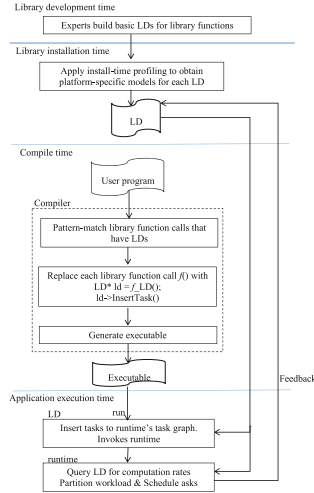 Library development time
Experts build basic LDs for library functions
Library installation time
Apply install-time profiling to obtain
platform-specific models for each LD
LD
Compile time
User program
Compiler
Pattern-match library function calls that
have LDs
Replace each library function call f() with
LD* ld = f_LD();
ld->InsertTask()
Generate executable
Executable
Feedback
Application execution time
LD
run
Insert tasks to runtime's task graph.
Invokes runtime
runtime
Query LD for computation rates
Partition workload & Schedule asks